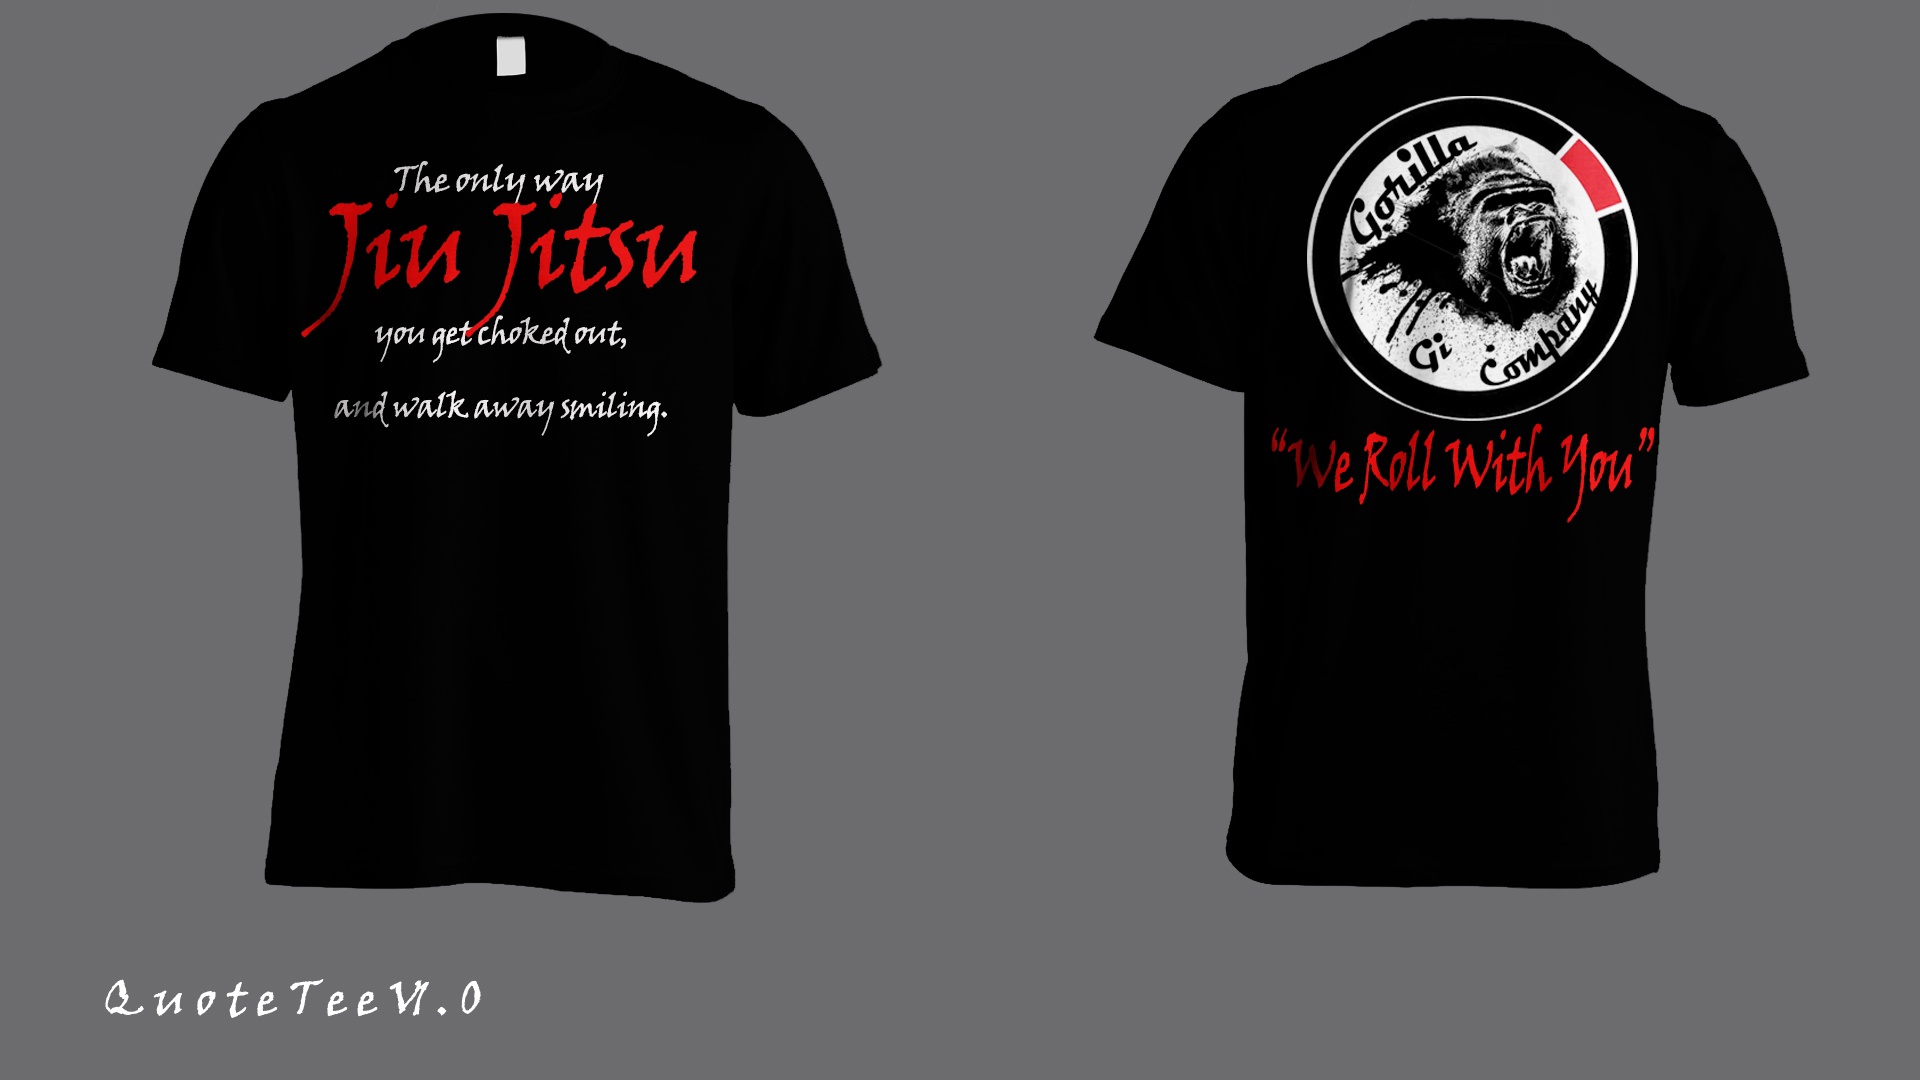 The only way
Jiu Jitsu
you get choked out,
and walk away smiling.
Gorilla
Gi Company
“We Roll With You”
QuoteTeeV1.0